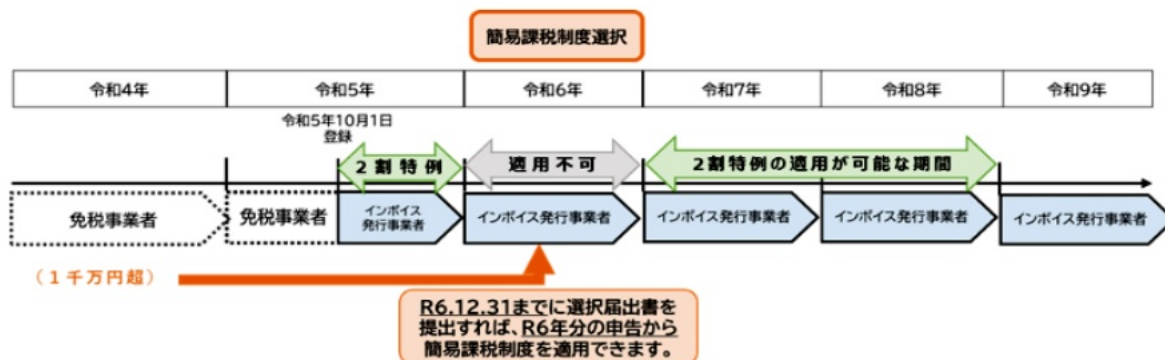 簡易課税制度選択
令和4年
令和5年
令和6年
令和7年
令和8年
令和9年
令和5年10月1日
登録
2割特例
適用不可
2割特例の適用が可能な期間
免税事業者
免税事業者
インボイス
発行事業者
インボイス発行事業者
インボイス発行事業者
インボイス発行事業者
インボイス発行事業者
(1千万円超)
R6.12.31までに選択届出書を
提出すれば、R6年分の申告から
簡易課税制度を適用できます。